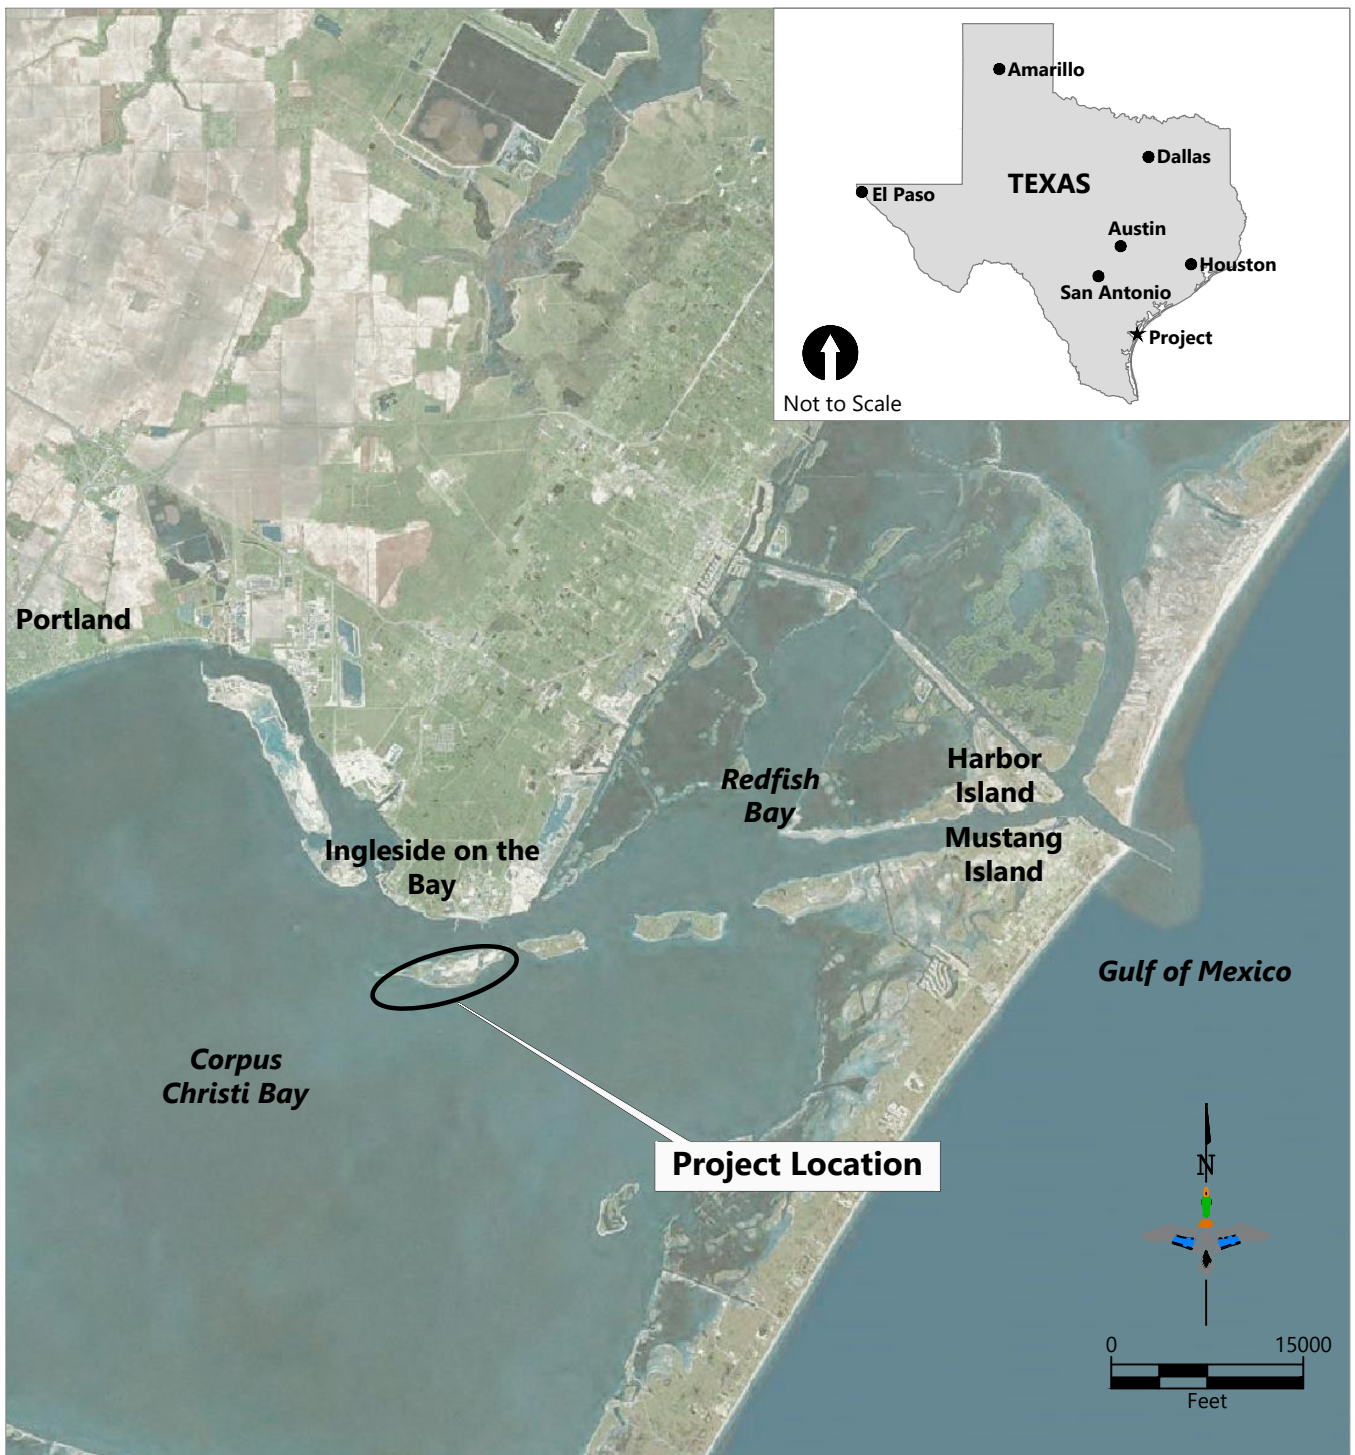 Amarillo
Dallas
TEXAS
El Paso
Austin
Houston
San Antonio
Project
Not to Scale
Portland
Harbor
Island
Redfish
Bay
Mustang
Island
Ingleside on the
Bay
Gulf of Mexico
Corpus
Christi Bay
Project Location
N
0 15000
Feet